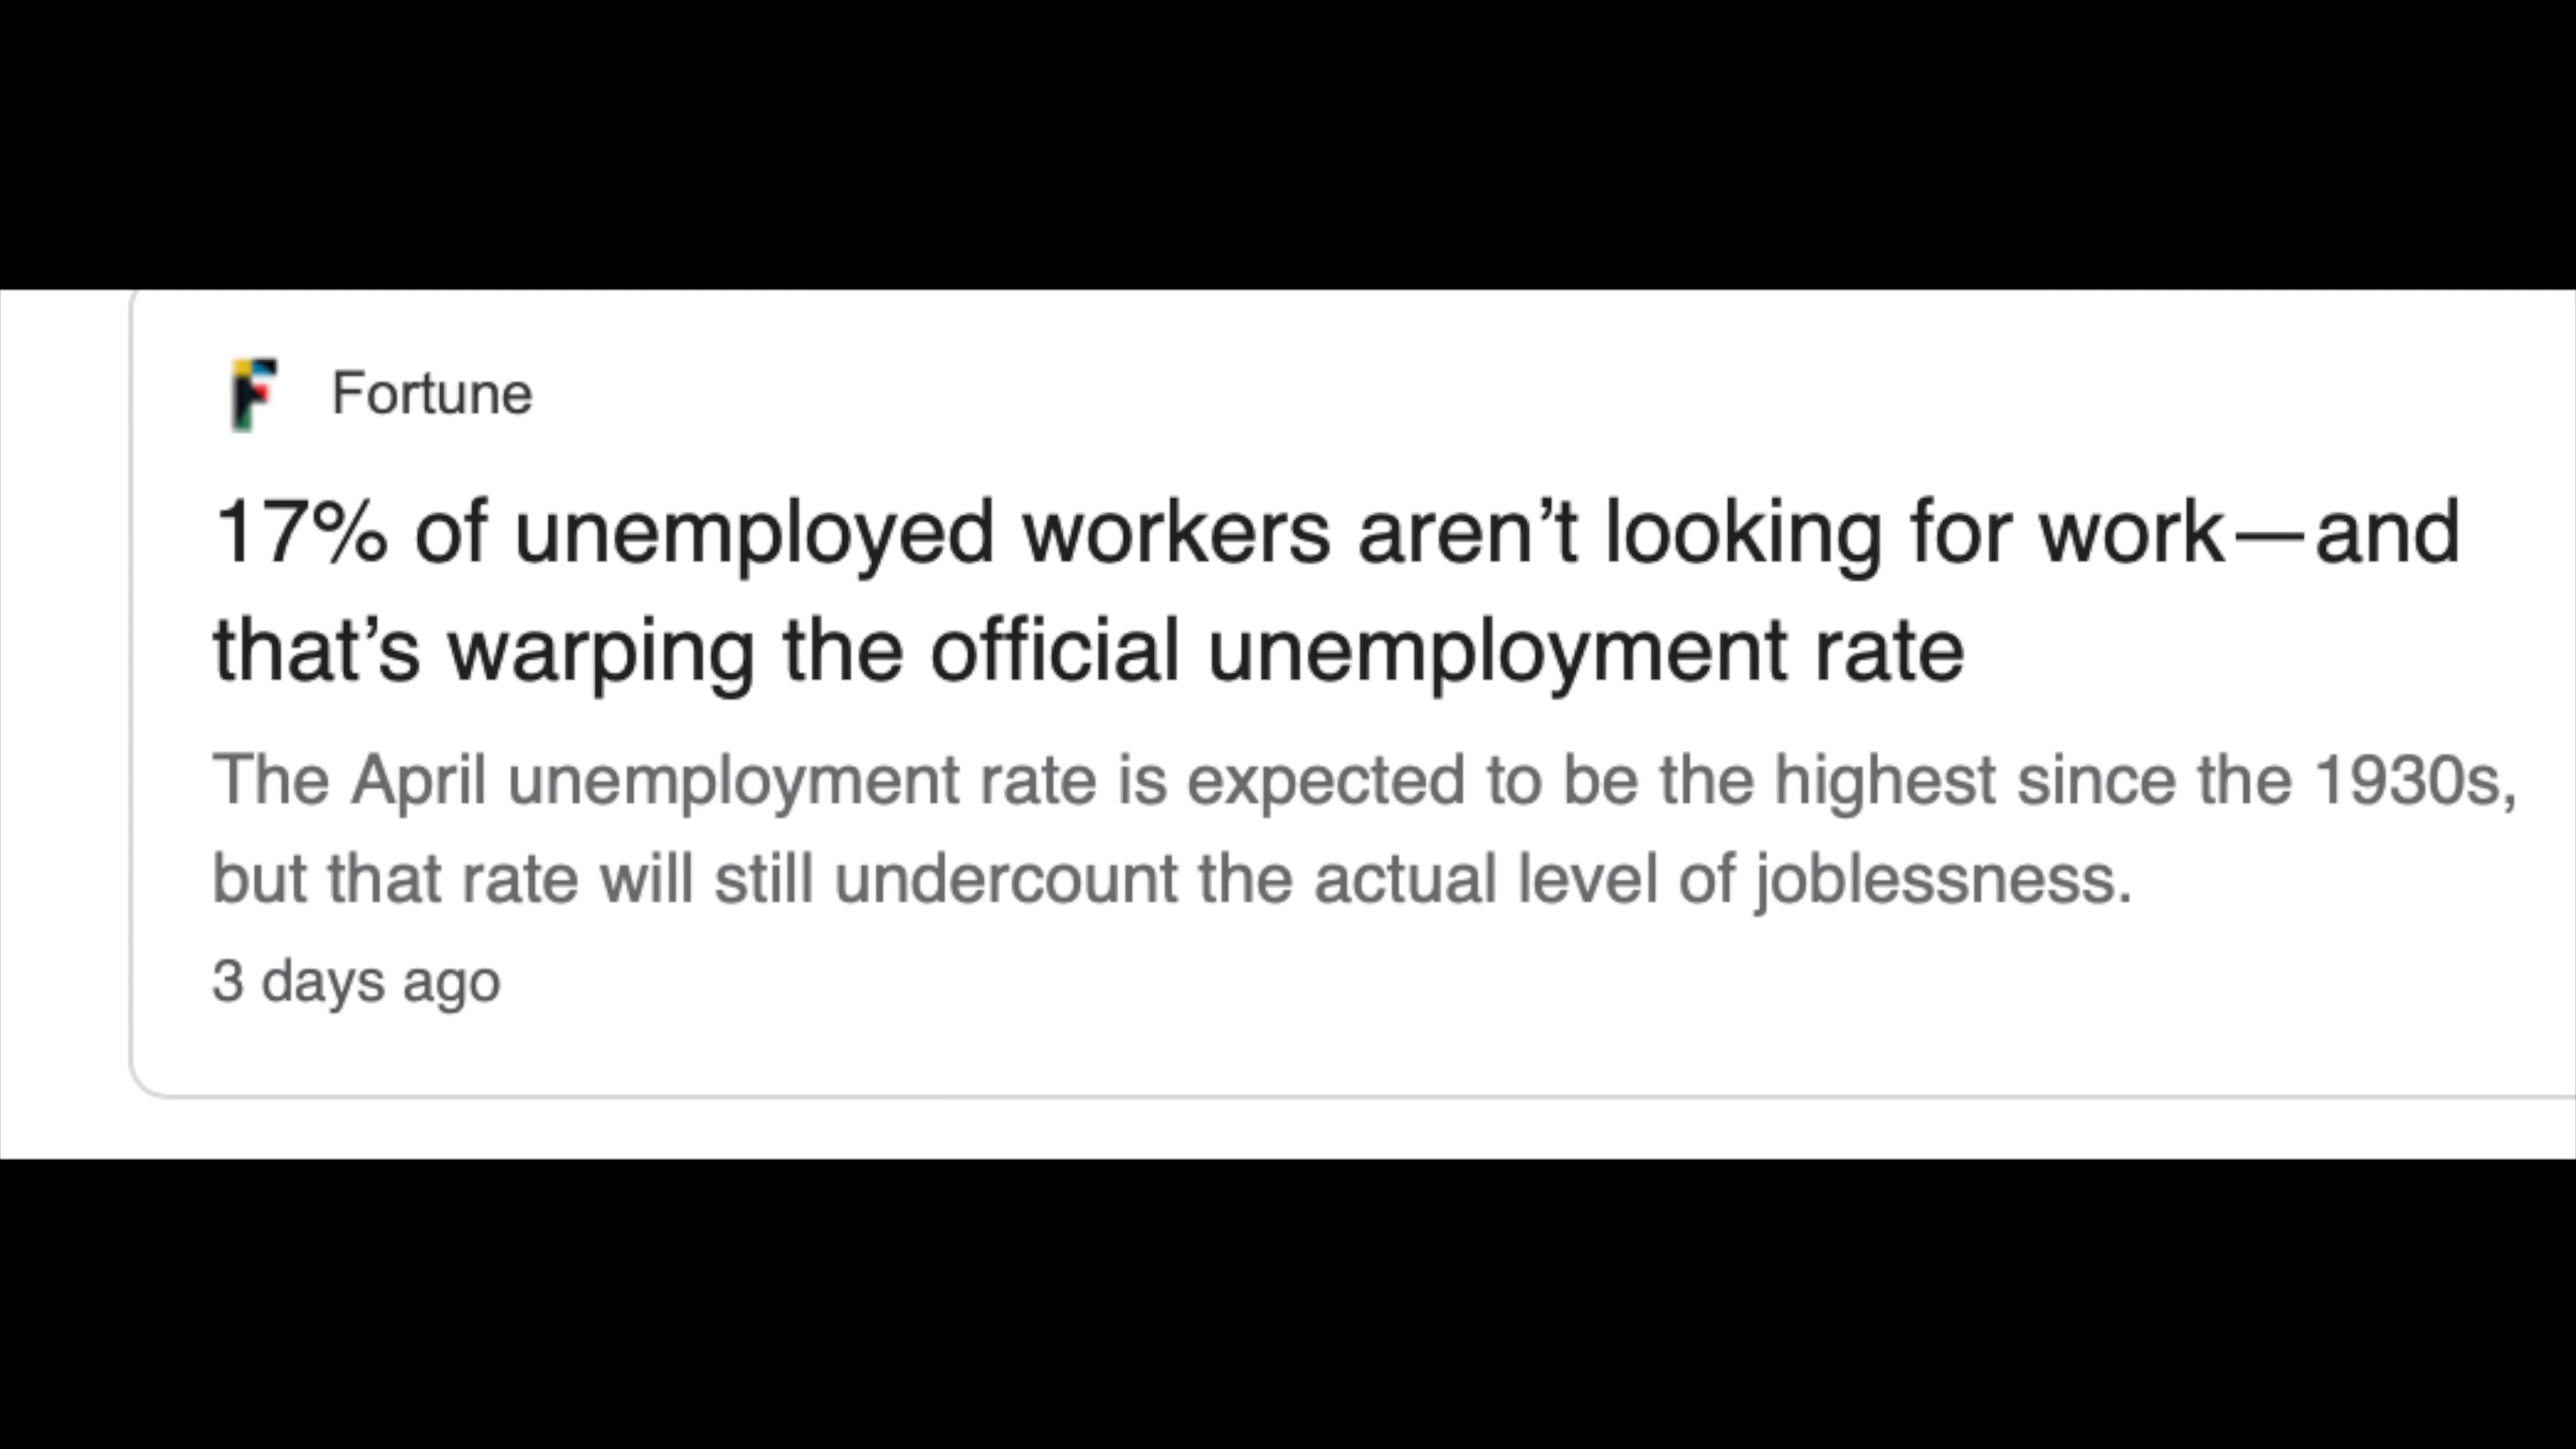 Fortune
17% of unemployed workers aren’t looking for work—and
that’s warping the official unemployment rate
The April unemployment rate is expected to be the highest since the 1930s,
but that rate will still undercount the actual level of joblessness.
3 days ago